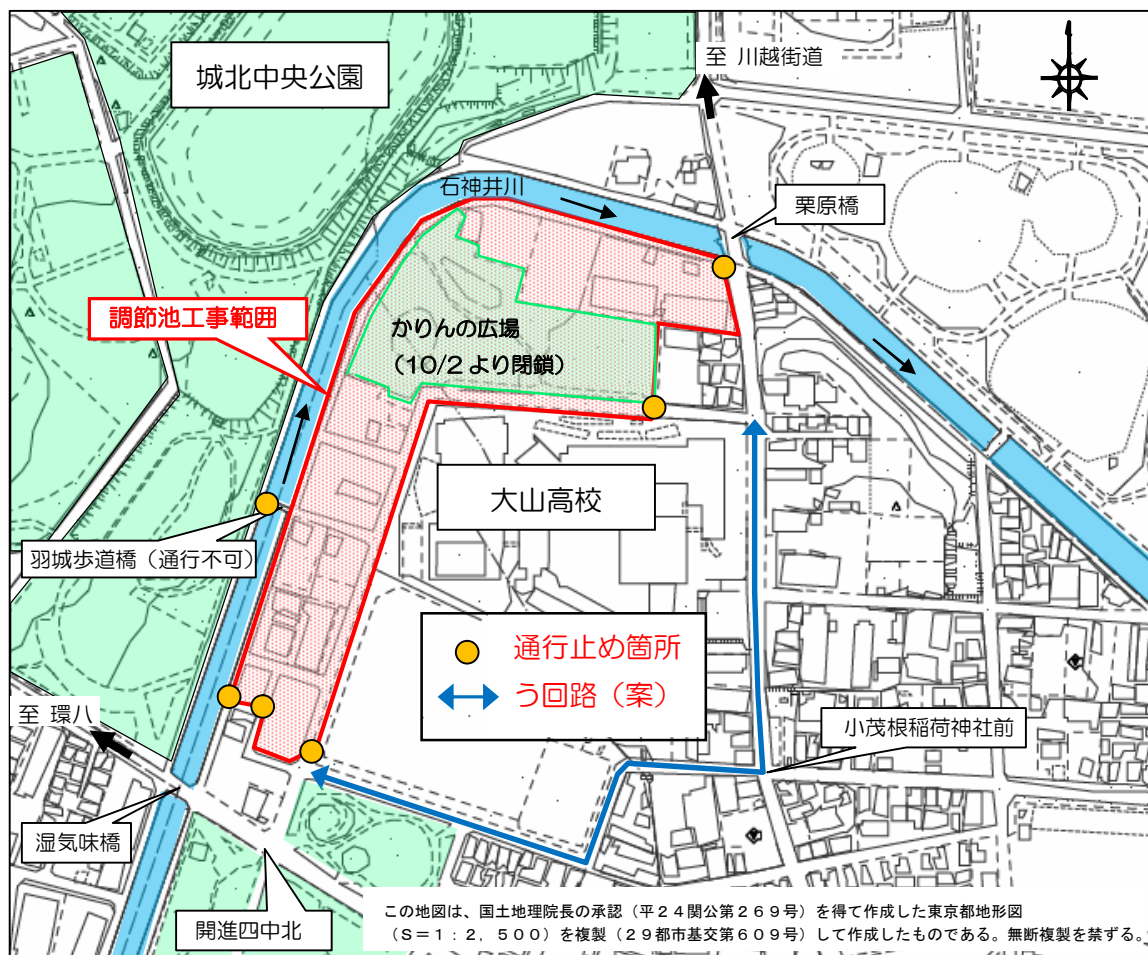 城北中央公園
至 川越街道
石神井川
栗原橋
調節池工事範囲
かりんの広場
（10/2 より閉鎖）
大山高校
羽城歩道橋（通行不可）
通行止め箇所
う回路（案）
至 環八
小茂根稲荷神社前
湿気味橋
開進四中北
この地図は、国土地理院長の承認（平２４関公第２６９号）を得て作成した東京都地形図
（Ｓ＝１：２，５００）を複製（２９都市基交第６０９号）して作成したものである。無断複製を禁ずる。